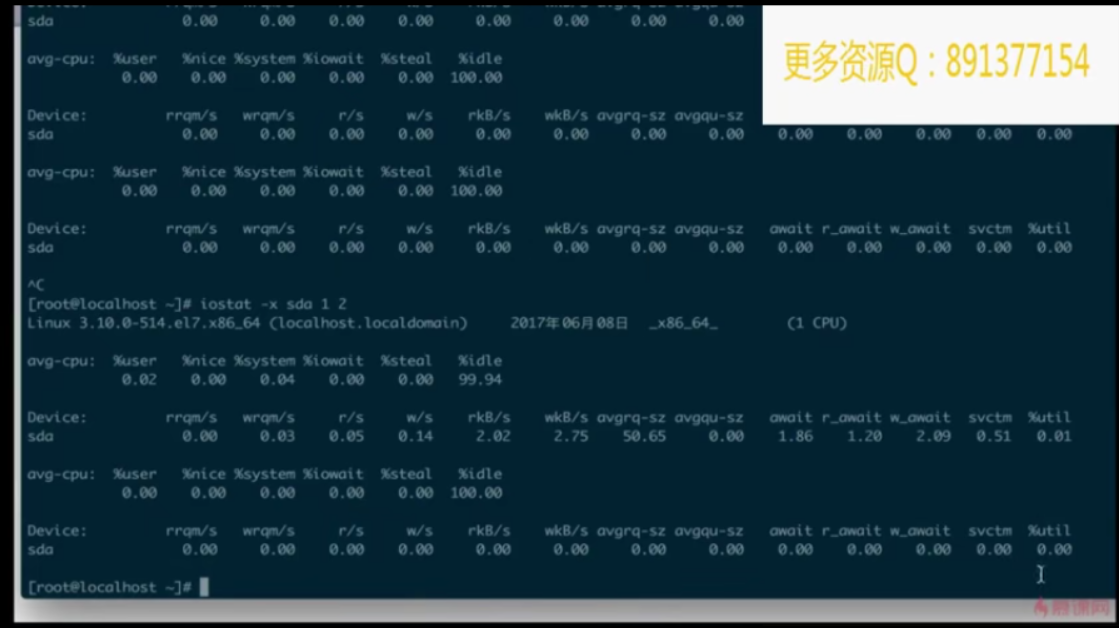 sda 0.00 0.00 0.00 0.00 0.00 0.00 0.00 0.00
更多资源Q：891377154
avg-cpu: %user %nice %system %iowait %steal %idle
0.00 0.00 0.00 0.00 0.00 100.00
Device: rrqm/s wrqm/s r/s w/s rkB/s wkB/s avgrq-sz avgqu-sz
sda 0.00 0.00 0.00 0.00 0.00 0.00 0.00 0.00 0.00 0.00 0.00 0.00 0.00
avg-cpu: %user %nice %system %iowait %steal %idle
0.00 0.00 0.00 0.00 0.00 100.00
Device: rrqm/s wrqm/s r/s w/s rkB/s wkB/s avgrq-sz avgqu-sz await r_await w_await svctm %util
sda 0.00 0.00 0.00 0.00 0.00 0.00 0.00 0.00 0.00 0.00 0.00 0.00 0.00
^C
[root@localhost ~]# iostat -x sda 1 2
Linux 3.10.0-514.el7.x86_64 (localhost.localdomain) 2017年06月08日 _x86_64_ (1 CPU)
avg-cpu: %user %nice %system %iowait %steal %idle
0.02 0.00 0.04 0.00 0.00 99.94
Device: rrqm/s wrqm/s r/s w/s rkB/s wkB/s avgrq-sz avgqu-sz await r_await w_await svctm %util
sda 0.00 0.03 0.05 0.14 2.02 2.75 50.65 0.00 1.86 1.20 2.09 0.51 0.01
avg-cpu: %user %nice %system %iowait %steal %idle
0.00 0.00 0.00 0.00 0.00 100.00
Device: rrqm/s wrqm/s r/s w/s rkB/s wkB/s avgrq-sz avgqu-sz await r_await w_await svctm %util
sda 0.00 0.00 0.00 0.00 0.00 0.00 0.00 0.00 0.00 0.00 0.00 0.00 0.00
[root@localhost ~]#
慕课网